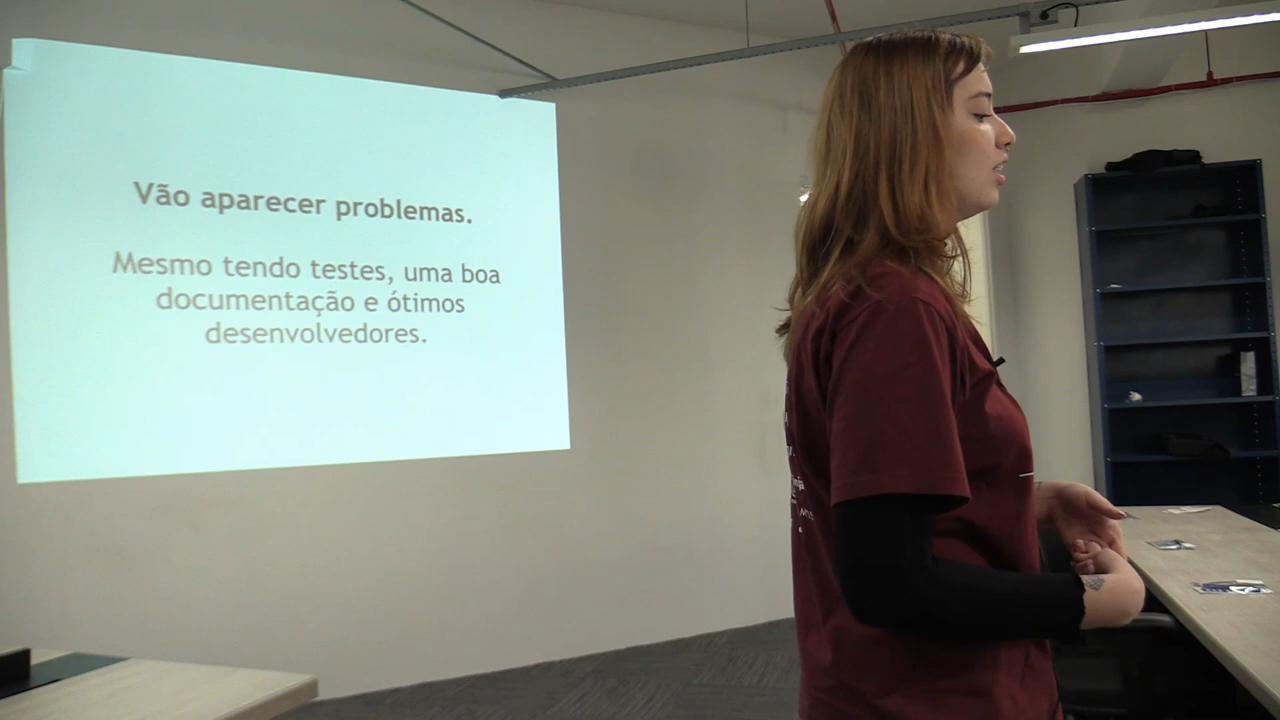 Vão aparecer problemas.
Mesmo tendo testes, uma boa
documentação e ótimos
desenvolvedores.